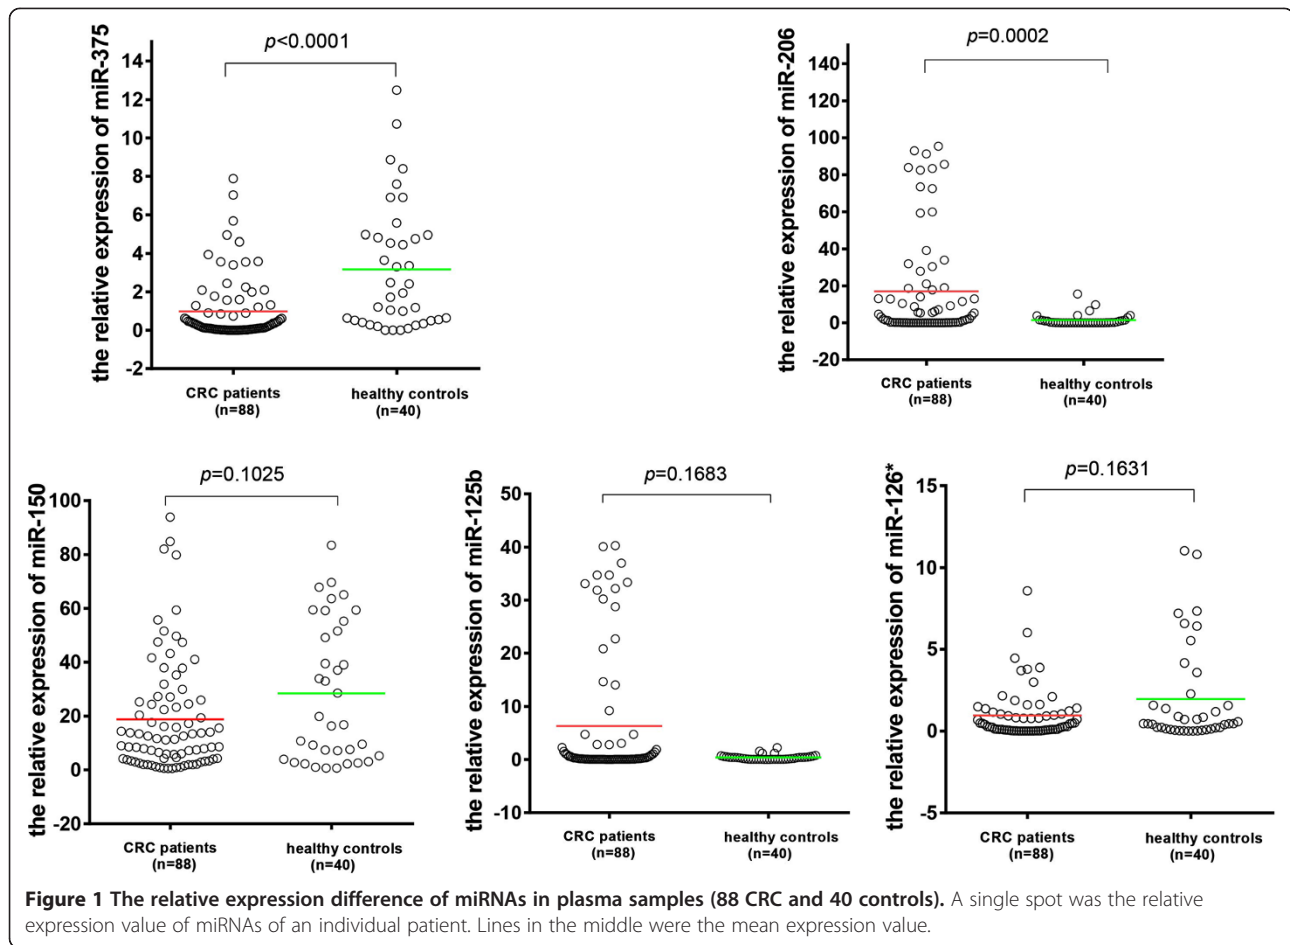 the relative expression of miR-375
p<0.0001
14
12
10
8
6
4
2
0
-2
CRC patients
(n=88)
healthy controls
(n=40)
the relative expression of miR-206
p=0.0002
140
120
100
80
60
40
20
0
-20
CRC patients
(n=88)
healthy controls
(n=40)
the relative expression of miR-150
p=0.1025
100
80
60
40
20
0
-20
CRC patients
(n=88)
healthy controls
(n=40)
the relative expression of miR-125b
p=0.1683
50
40
30
20
10
0
-10
CRC patients
(n=88)
healthy controls
(n=40)
the relative expression of miR-126*
p=0.1631
15
10
5
0
-5
CRC patients
(n=88)
healthy controls
(n=40)
Figure 1 The relative expression difference of miRNAs in plasma samples (88 CRC and 40 controls). A single spot was the relative
expression value of miRNAs of an individual patient. Lines in the middle were the mean expression value.